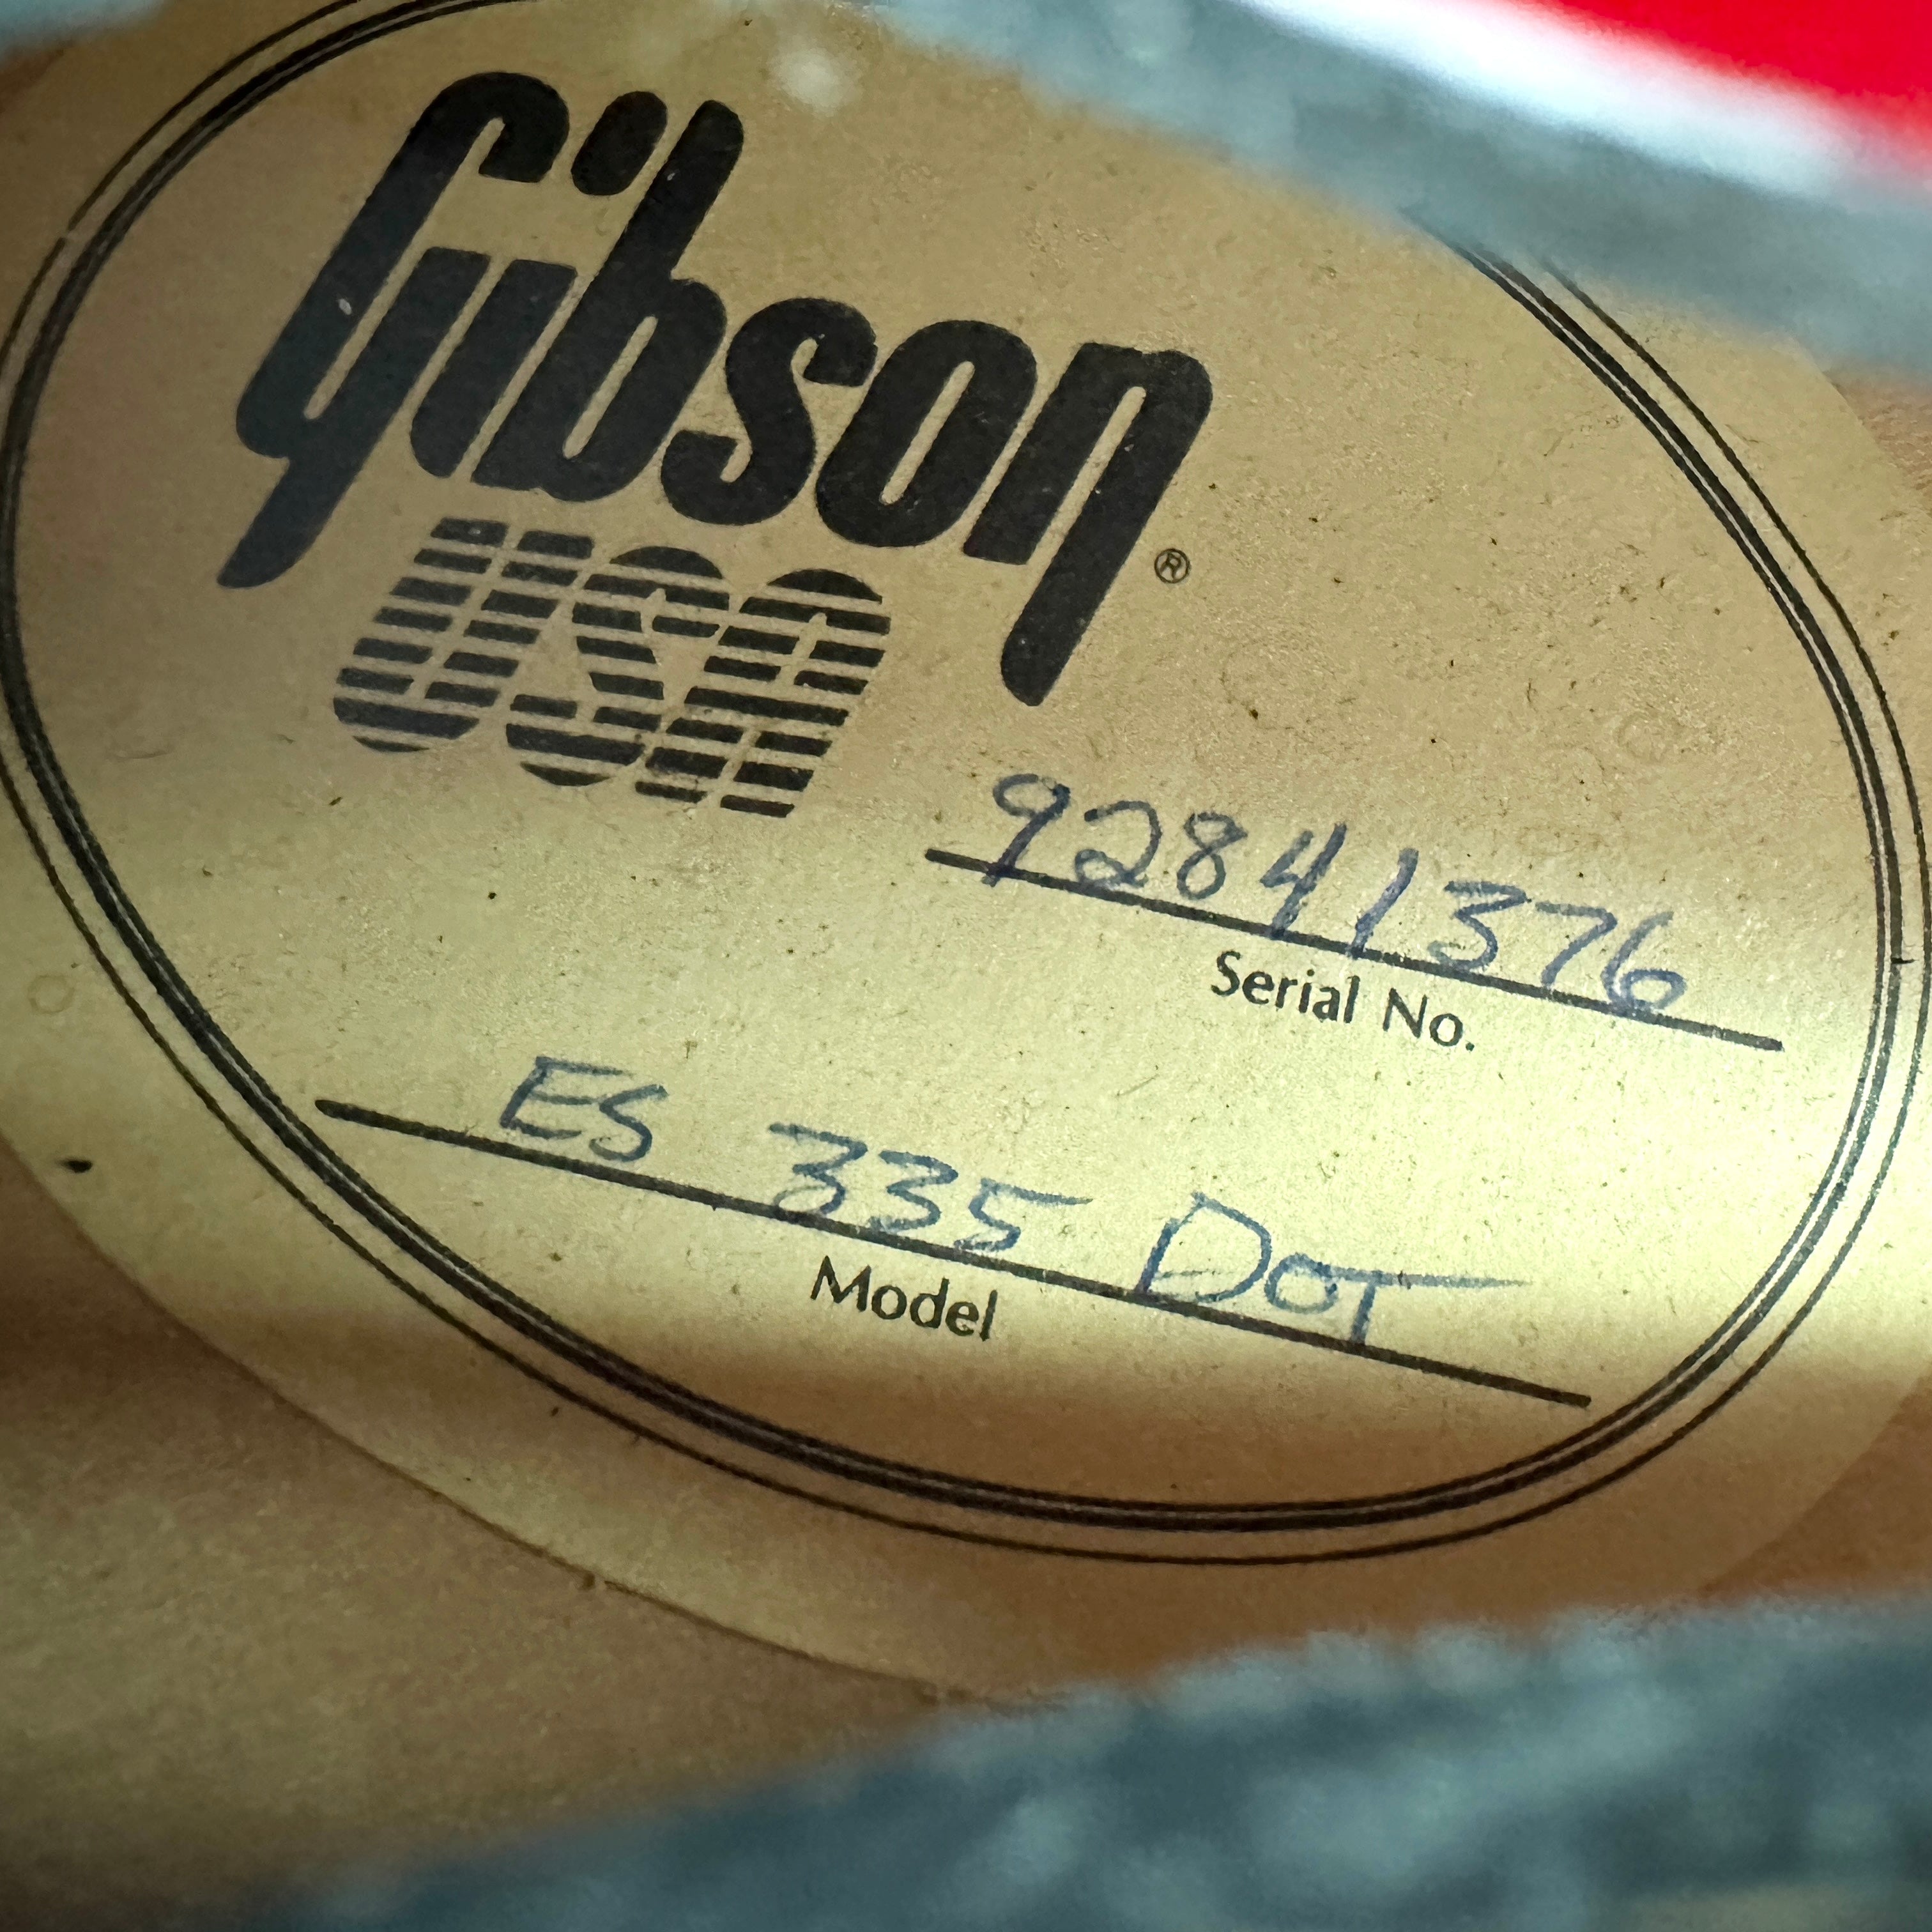 Gibson®
USA
92841376
Serial No.
ES 335 DOT
Model